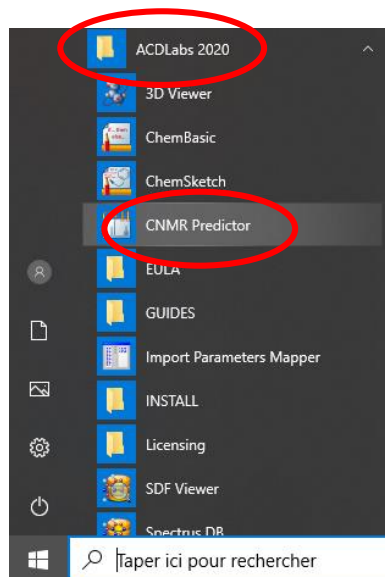 ACDLabs 2020
3D Viewer
ChemBasic
ChemSketch
CNMR Predictor
EULA
GUIDES
Import Parameters Mapper
INSTALL
Licensing
SDF Viewer
Spectrus DB
Taper ici pour rechercher